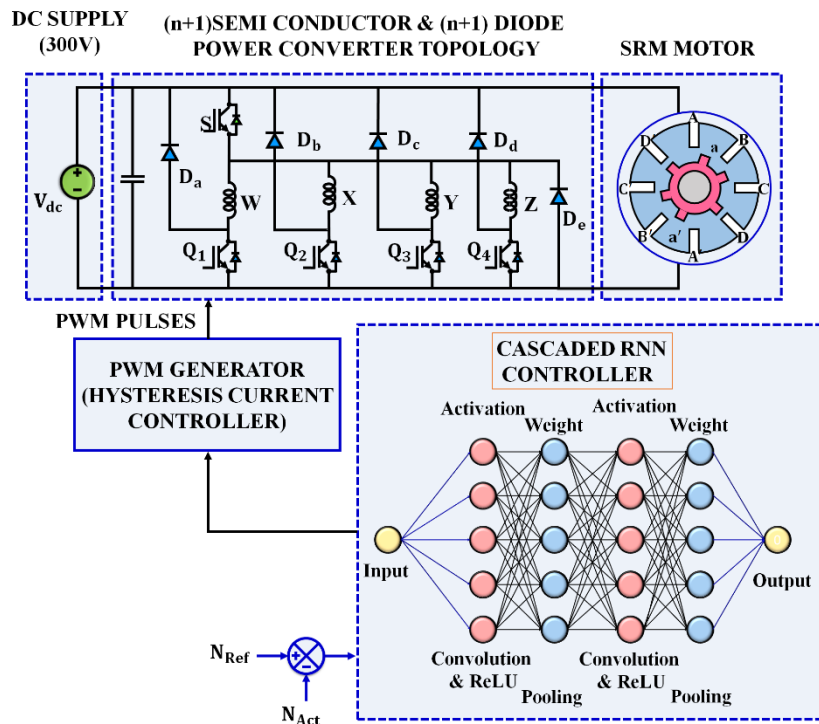 DC SUPPLY
(300V)
(n+1)SEMI CONDUCTOR & (n+1) DIODE
POWER CONVERTER TOPOLOGY
SRM MOTOR
S
D_a
D_b
D_c
D_d
D_e
V_dc
W
X
Y
Z
Q_1
Q_2
Q_3
Q_4
A
B
C
D
A'
B'
C'
D'
a
a'
PWM PULSES
PWM GENERATOR
(HYSTERESIS CURRENT
CONTROLLER)
CASCADED RNN
CONTROLLER
Activation
Weight
Activation
Weight
Input
Output
Convolution
& ReLU
Pooling
Convolution
& ReLU
Pooling
N_Ref
N_Act